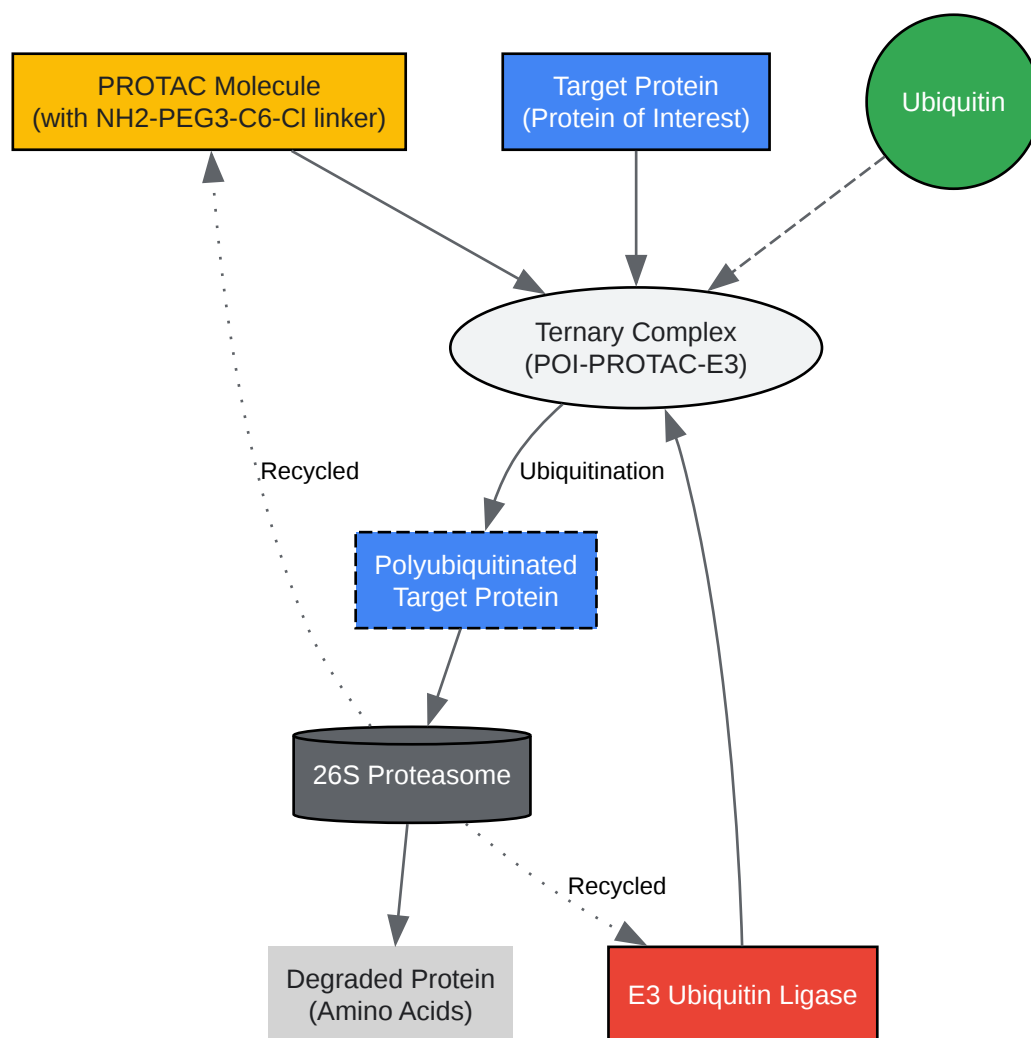 PROTAC Molecule
(with NH2-PEG3-C6-Cl linker)
Target Protein
(Protein of Interest)
Ubiquitin
Ternary Complex
(POI-PROTAC-E3)
Recycled
Ubiquitination
Polyubiquitinated
Target Protein
26S Proteasome
Recycled
Degraded Protein
(Amino Acids)
E3 Ubiquitin Ligase